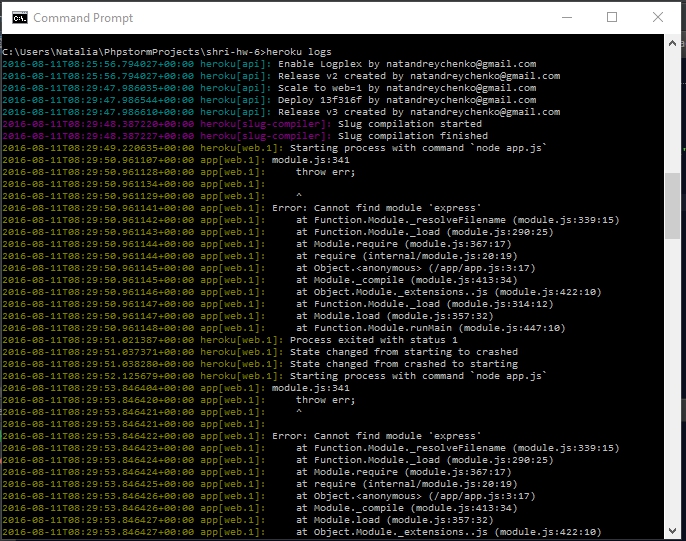 Command Prompt
C:\Users\Natalia\PhpstormProjects\shri-hw-6>heroku logs
2016-08-11T08:25:56.794027+00:00 heroku[api]: Enable Logplex by natandreychenko@gmail.com
2016-08-11T08:25:56.794027+00:00 heroku[api]: Release v2 created by natandreychenko@gmail.com
2016-08-11T08:29:47.986035+00:00 heroku[api]: Scale to web=1 by natandreychenko@gmail.com
2016-08-11T08:29:47.986544+00:00 heroku[api]: Deploy 13f316f by natandreychenko@gmail.com
2016-08-11T08:29:47.986610+00:00 heroku[api]: Release v3 created by natandreychenko@gmail.com
2016-08-11T08:29:48.387220+00:00 heroku[slug-compiler]: Slug compilation started
2016-08-11T08:29:48.387227+00:00 heroku[slug-compiler]: Slug compilation finished
2016-08-11T08:29:49.220635+00:00 heroku[web.1]: Starting process with command `node app.js`
2016-08-11T08:29:50.961107+00:00 app[web.1]: module.js:341
2016-08-11T08:29:50.961128+00:00 app[web.1]:     throw err;
2016-08-11T08:29:50.961134+00:00 app[web.1]:
2016-08-11T08:29:50.961129+00:00 app[web.1]:     ^
2016-08-11T08:29:50.961141+00:00 app[web.1]: Error: Cannot find module 'express'
2016-08-11T08:29:50.961142+00:00 app[web.1]:     at Function.Module._resolveFilename (module.js:339:15)
2016-08-11T08:29:50.961143+00:00 app[web.1]:     at Function.Module._load (module.js:290:25)
2016-08-11T08:29:50.961144+00:00 app[web.1]:     at Module.require (module.js:367:17)
2016-08-11T08:29:50.961144+00:00 app[web.1]:     at require (internal/module.js:20:19)
2016-08-11T08:29:50.961145+00:00 app[web.1]:     at Object.<anonymous> (/app/app.js:3:17)
2016-08-11T08:29:50.961145+00:00 app[web.1]:     at Module._compile (module.js:413:34)
2016-08-11T08:29:50.961146+00:00 app[web.1]:     at Object.Module._extensions..js (module.js:422:10)
2016-08-11T08:29:50.961147+00:00 app[web.1]:     at Function.Module._load (module.js:314:12)
2016-08-11T08:29:50.961147+00:00 app[web.1]:     at Module.load (module.js:357:32)
2016-08-11T08:29:50.961148+00:00 app[web.1]:     at Function.Module.runMain (module.js:447:10)
2016-08-11T08:29:51.021387+00:00 heroku[web.1]: Process exited with status 1
2016-08-11T08:29:51.037371+00:00 heroku[web.1]: State changed from starting to crashed
2016-08-11T08:29:51.038280+00:00 heroku[web.1]: State changed from crashed to starting
2016-08-11T08:29:52.125679+00:00 heroku[web.1]: Starting process with command `node app.js`
2016-08-11T08:29:53.846404+00:00 app[web.1]: module.js:341
2016-08-11T08:29:53.846420+00:00 app[web.1]:     throw err;
2016-08-11T08:29:53.846421+00:00 app[web.1]:     ^
2016-08-11T08:29:53.846421+00:00 app[web.1]:
2016-08-11T08:29:53.846422+00:00 app[web.1]: Error: Cannot find module 'express'
2016-08-11T08:29:53.846423+00:00 app[web.1]:     at Function.Module._resolveFilename (module.js:339:15)
2016-08-11T08:29:53.846424+00:00 app[web.1]:     at Function.Module._load (module.js:290:25)
2016-08-11T08:29:53.846424+00:00 app[web.1]:     at Module.require (module.js:367:17)
2016-08-11T08:29:53.846425+00:00 app[web.1]:     at require (internal/module.js:20:19)
2016-08-11T08:29:53.846425+00:00 app[web.1]:     at Object.<anonymous> (/app/app.js:3:17)
2016-08-11T08:29:53.846426+00:00 app[web.1]:     at Module._compile (module.js:413:34)
2016-08-11T08:29:53.846427+00:00 app[web.1]:     at Module.load (module.js:357:32)
2016-08-11T08:29:53.846427+00:00 app[web.1]:     at Object.Module._extensions..js (module.js:422:10)